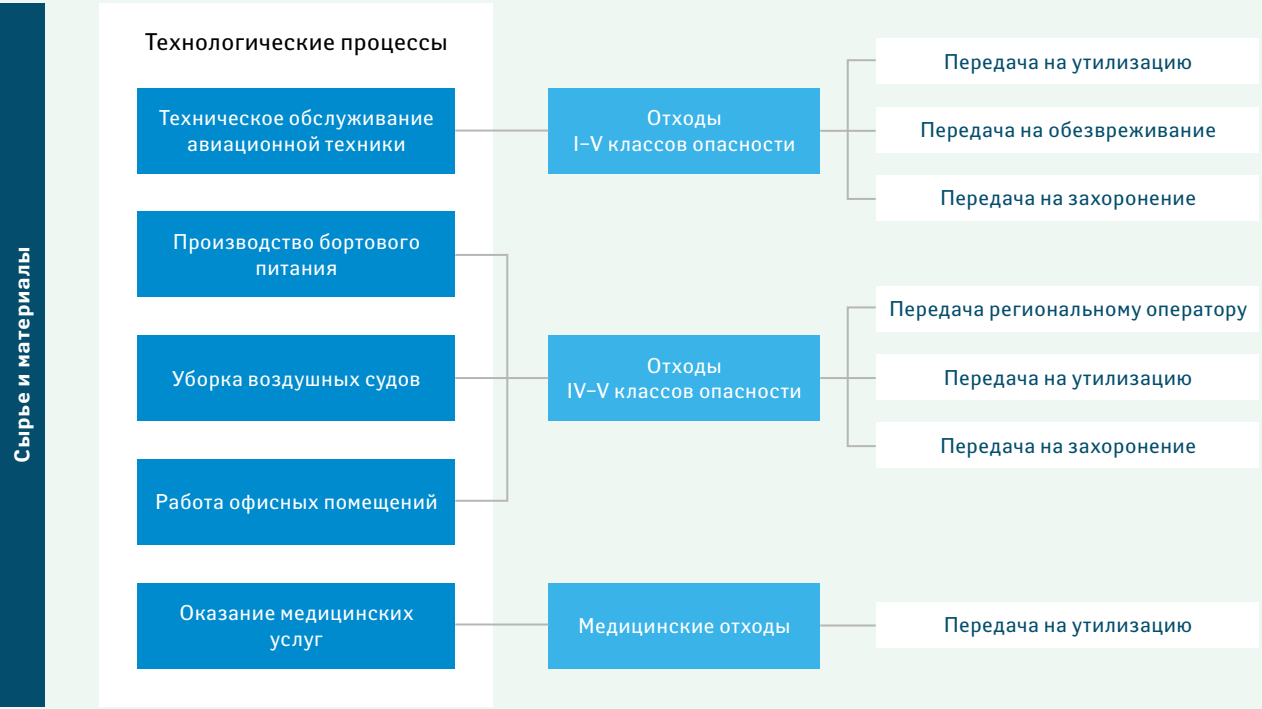 Сырье и материалы
Технологические процессы
Техническое обслуживание
авиационной техники
Отходы
I–V классов опасности
Передача на утилизацию
Передача на обезвреживание
Передача на захоронение
Производство бортового
питания
Уборка воздушных судов
Работа офисных помещений
Отходы
IV–V классов опасности
Передача региональному оператору
Передача на утилизацию
Передача на захоронение
Оказание медицинских
услуг
Медицинские отходы
Передача на утилизацию